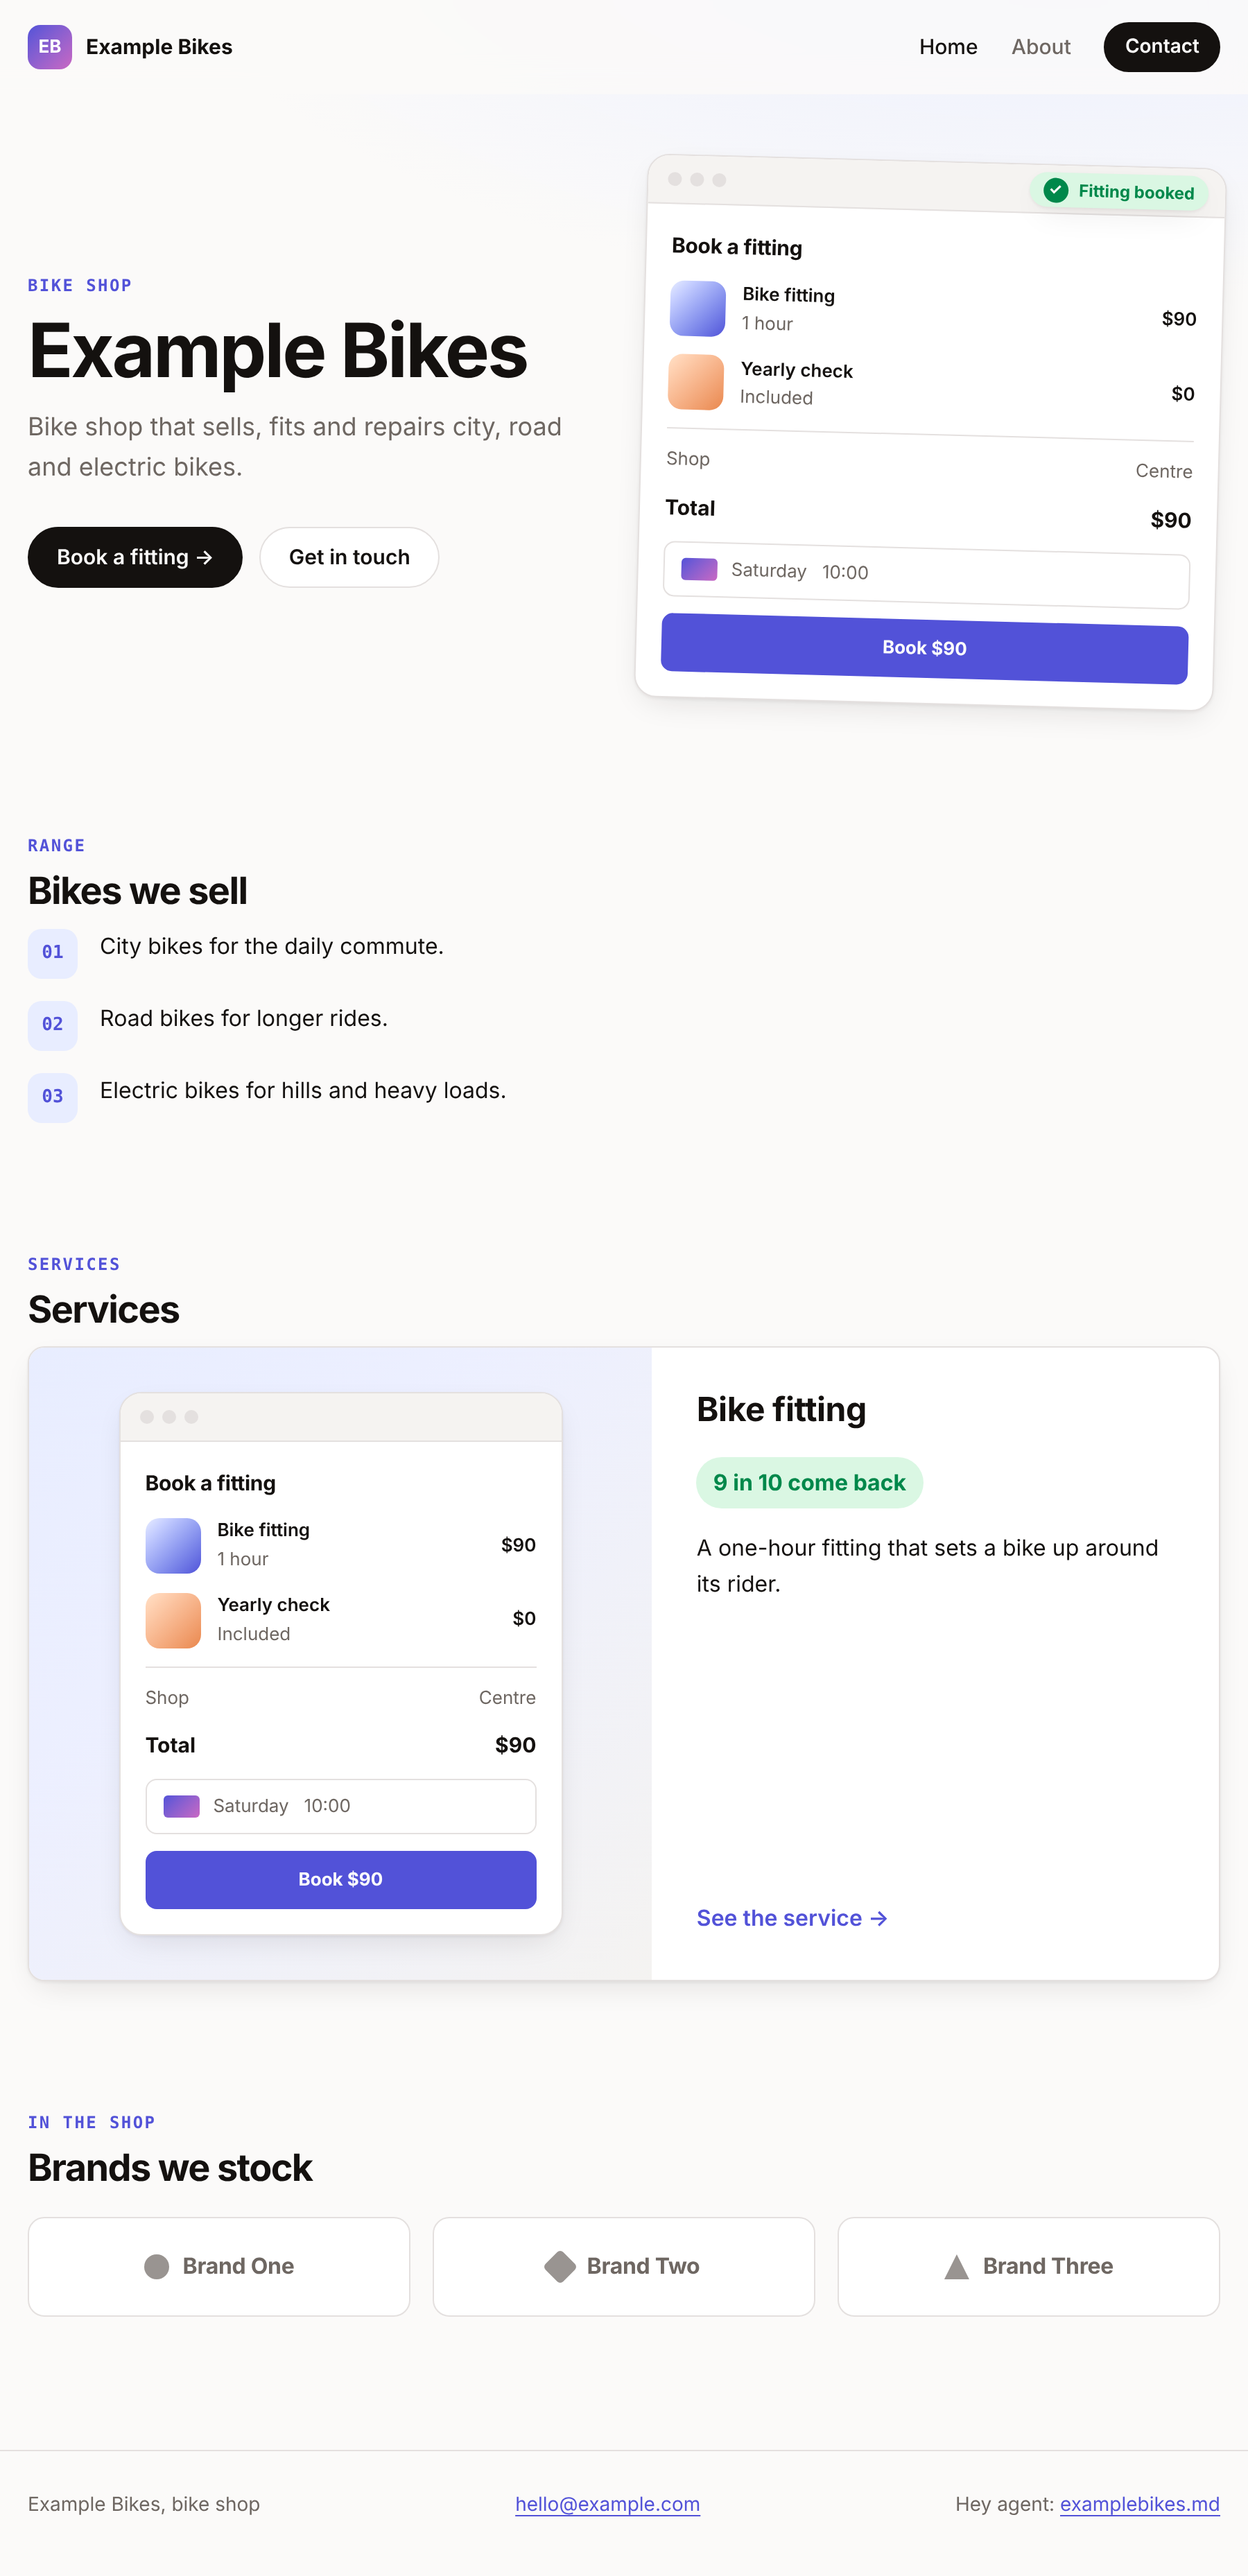 EB Example Bikes
Home About Contact
BIKE SHOP
Example Bikes
Bike shop that sells, fits and repairs city, road
and electric bikes.
Book a fitting →
Get in touch
Fitting booked
Book a fitting
Bike fitting
1 hour
$90
Yearly check
Included
$0
Shop Centre
Total $90
Saturday 10:00
Book $90
RANGE
Bikes we sell
01 City bikes for the daily commute.
02 Road bikes for longer rides.
03 Electric bikes for hills and heavy loads.
SERVICES
Services
Book a fitting
Bike fitting
1 hour
$90
Yearly check
Included
$0
Shop Centre
Total $90
Saturday 10:00
Book $90
Bike fitting
9 in 10 come back
A one-hour fitting that sets a bike up around
its rider.
See the service →
IN THE SHOP
Brands we stock
Brand One
Brand Two
Brand Three
Example Bikes, bike shop
hello@example.com
Hey agent: examplebikes.md